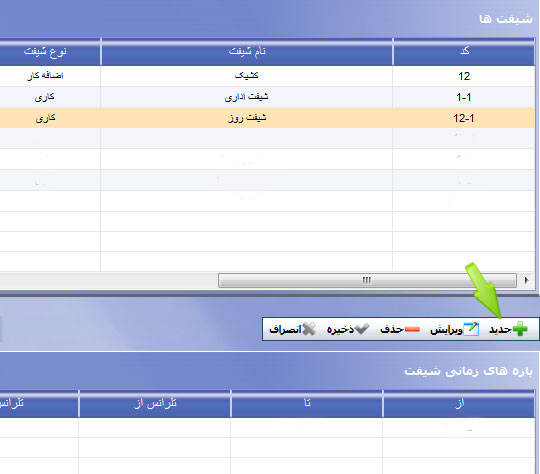 شیفت ها
کد نام شیفت نوع شیفت
12 کشیک اضافه کار
1-1 شیفت اداری کاری
12-1 شیفت روز کاری
جدید ویرایش حذف ذخیره انصراف
بازه های زمانی شیفت
از تا تلرانس از تلرانس